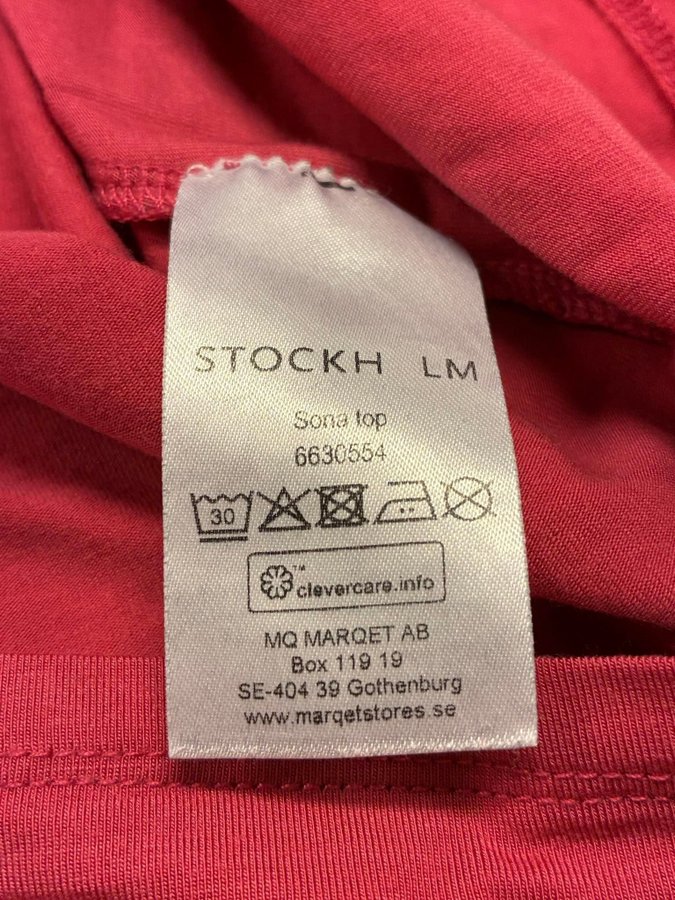 STOCKH LM
Sona top
6630554
30
™
clevercare.info
MQ MARQET AB
Box 119 19
SE-404 39 Gothenburg
www.marqetstores.se